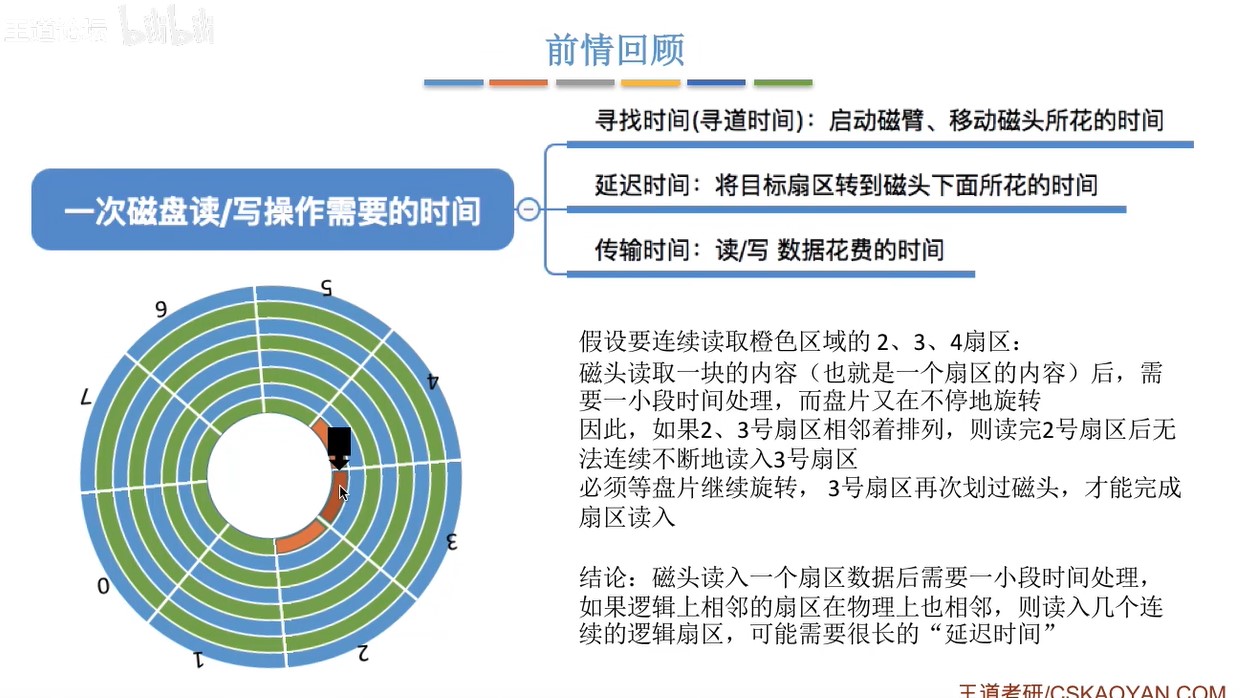 王道论坛 bilibili
前情回顾
寻找时间(寻道时间)：启动磁臂、移动磁头所花的时间
一次磁盘读/写操作需要的时间
延迟时间：将目标扇区转到磁头下面所花的时间
传输时间：读/写 数据花费的时间
5
6
4
7
3
0
2
1
假设要连续读取橙色区域的 2、3、4扇区：
磁头读取一块的内容（也就是一个扇区的内容）后，需
要一小段时间处理，而盘片又在不停地旋转
因此，如果2、3号扇区相邻着排列，则读完2号扇区后无
法连续不断地读入3号扇区
必须等盘片继续旋转， 3号扇区再次划过磁头，才能完成
扇区读入
结论：磁头读入一个扇区数据后需要一小段时间处理，
如果逻辑上相邻的扇区在物理上也相邻，则读入几个连
续的逻辑扇区，可能需要很长的“延迟时间”
王道考研/CSKAOYAN.COM